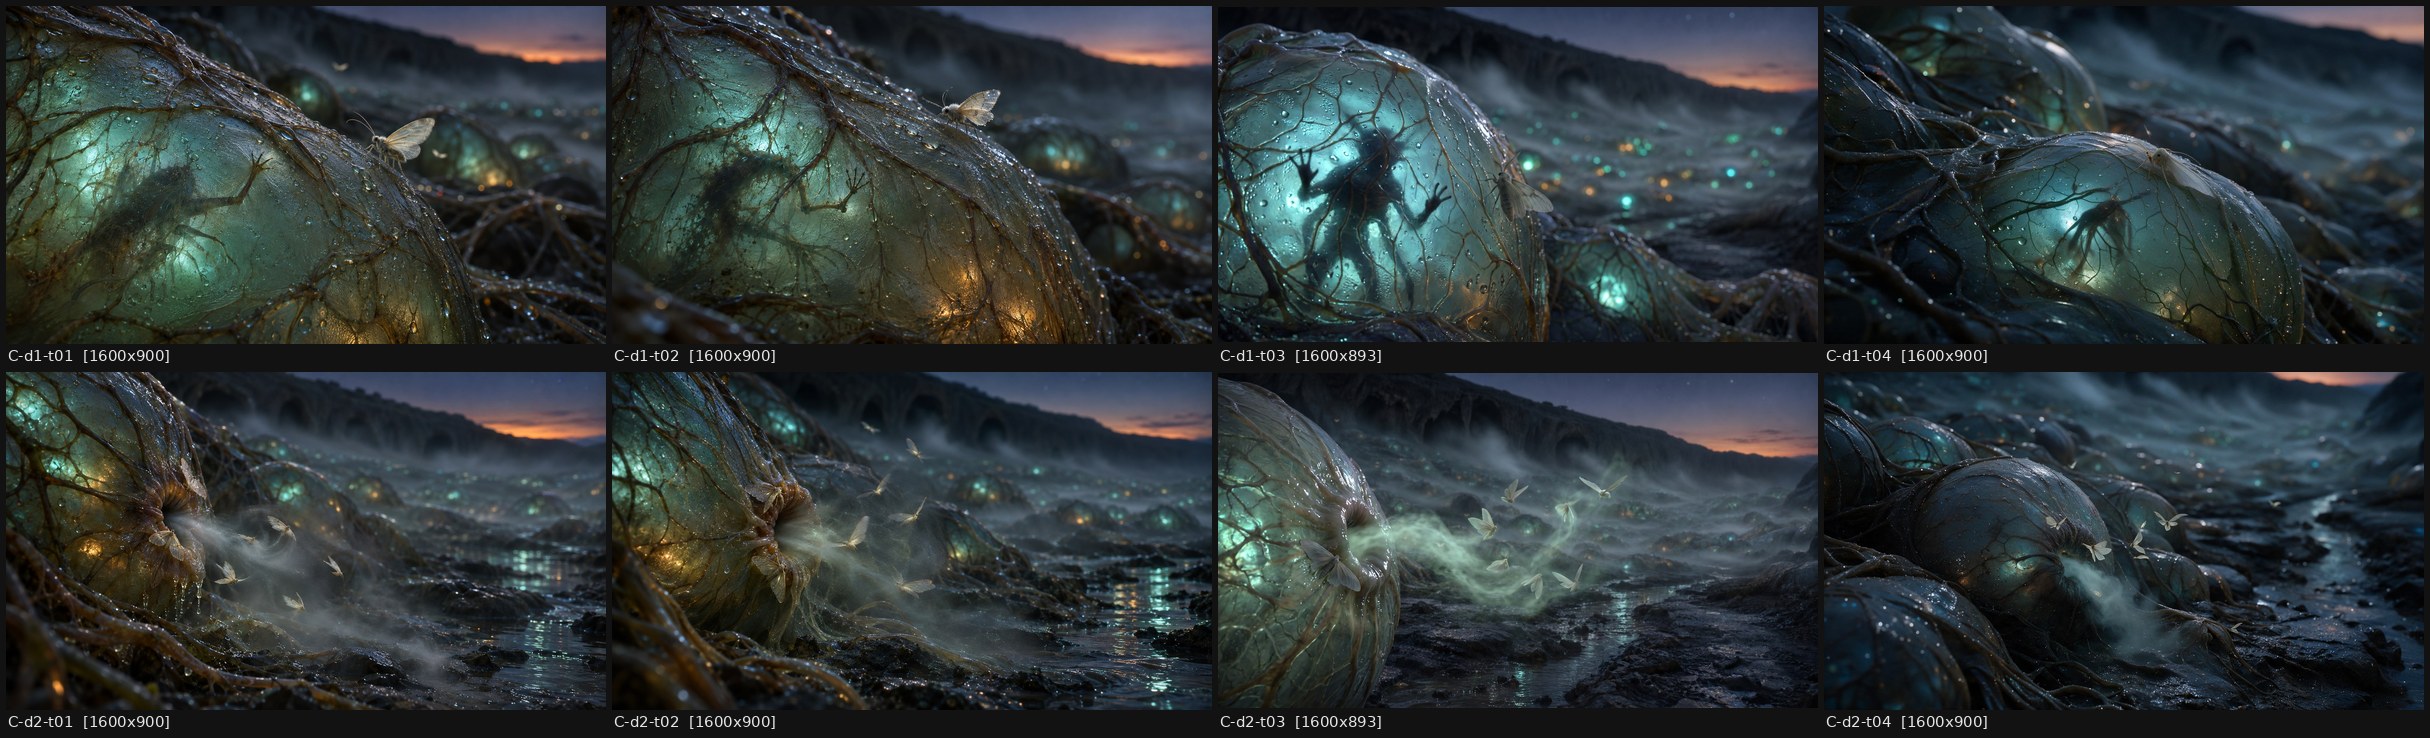 C-d1-t01 [1600x900]
C-d1-t02 [1600x900]
C-d1-t03 [1600x893]
C-d1-t04 [1600x900]
C-d2-t01 [1600x900]
C-d2-t02 [1600x900]
C-d2-t03 [1600x893]
C-d2-t04 [1600x900]